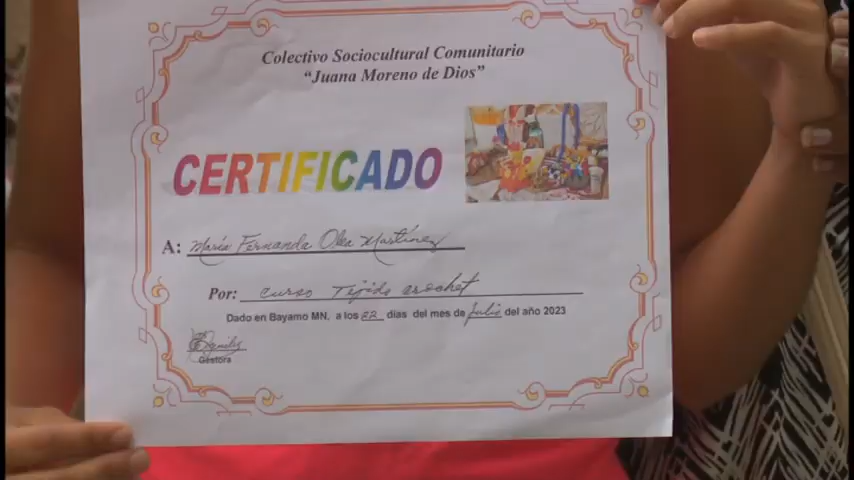 Colectivo Sociocultural Comunitario
“Juana Moreno de Dios”
CERTIFICADO
A: María Fernanda Olea Martínez
Por: curso Tejido crochet
Dado en Bayamo MN. a los 22 días del mes de Julio del año 2023
Gestora